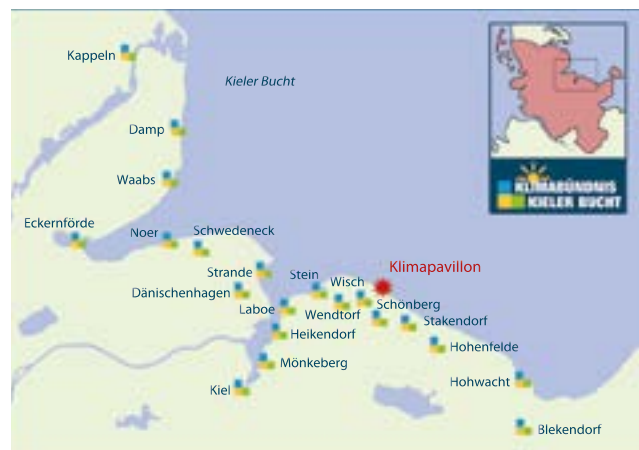 Kappeln
Kieler Bucht
Damp
Waabs
Eckernförde
Noer
Schwedeneck
Strande
Dänischenhagen
Stein
Wisch
Klimapavillon
Laboe
Wendtorf
Schönberg
Stakendorf
Heikendorf
Hohenfelde
Mönkeberg
Kiel
Hohwacht
Blekendorf
KLIMABÜNDNIS
KIELER BUCHT